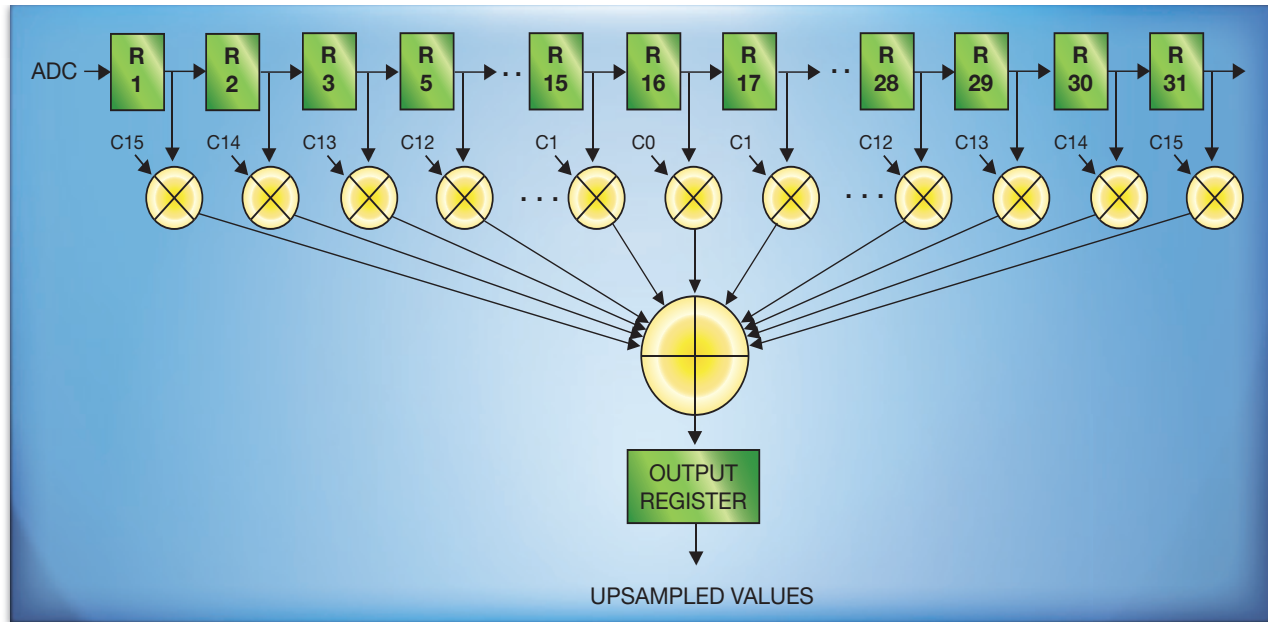 ADC
R 1
R 2
R 3
R 5
R 15
R 16
R 17
R 28
R 29
R 30
R 31
C15 C14 C13 C12 C1 C0 C1 C12 C13 C14 C15
OUTPUT
REGISTER
UPSAMPLED VALUES